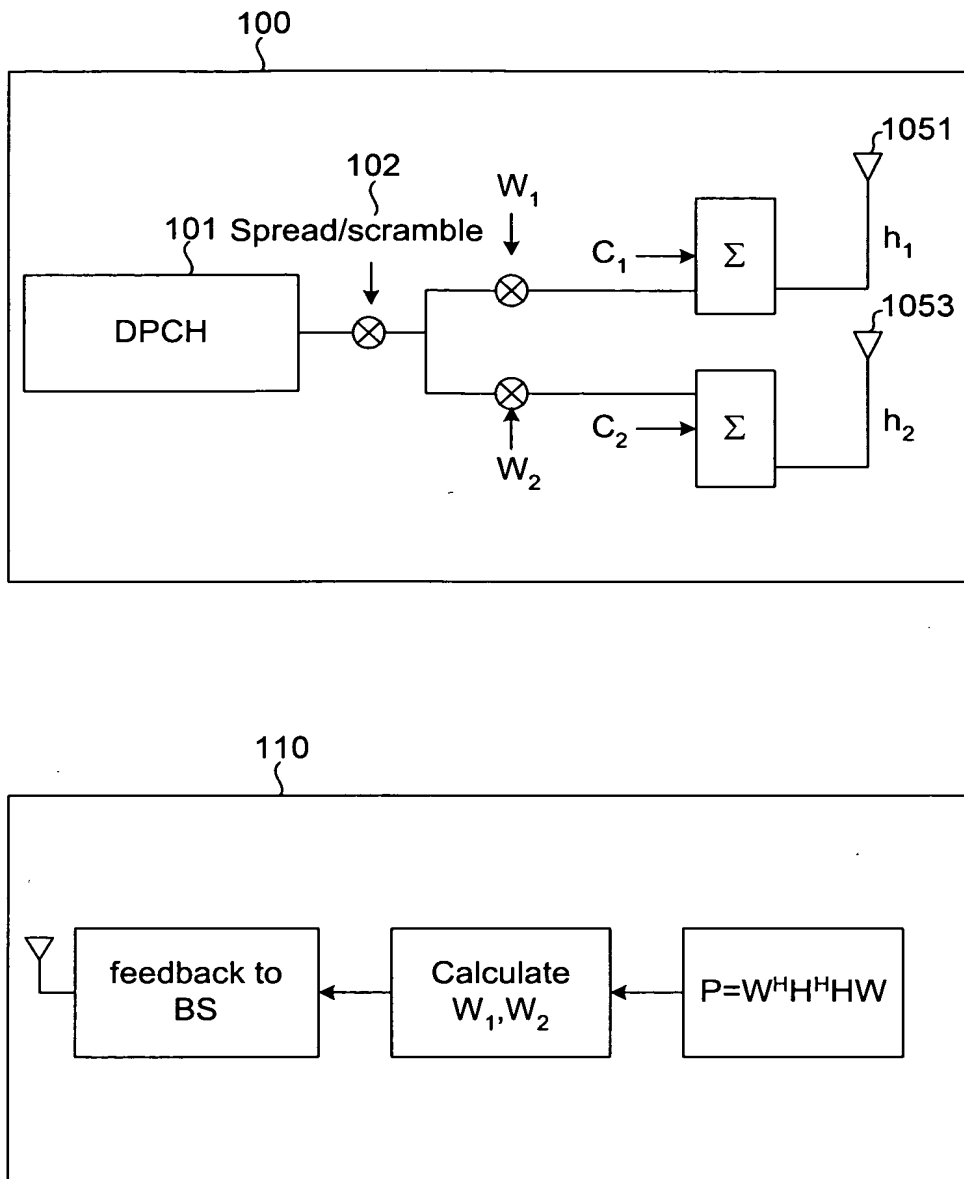 100
1051
102
W₁
101
Spread/scramble
C₁
Σ
h₁
DPCH
1053
C₂
Σ
h₂
W₂
110
feedback to
BS
Calculate
W₁,W₂
P=WᴴHᴴHW